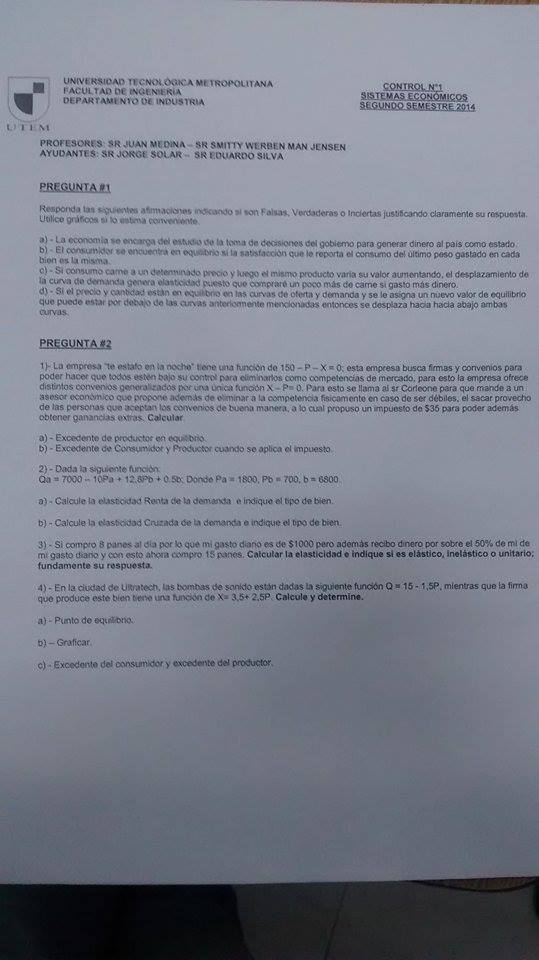 UNIVERSIDAD TECNOLÓGICA METROPOLITANA
FACULTAD DE INGENIERÍA
DEPARTAMENTO DE INDUSTRIA
CONTROL N°1
SISTEMAS ECONÓMICOS
SEGUNDO SEMESTRE 2014
UTEM
PROFESORES: SR JUAN MEDINA – SR SMITTY WERBEN MAN JENSEN
AYUDANTES: SR JORGE SOLAR – SR EDUARDO SILVA
PREGUNTA #1
Responda las siguientes afirmaciones indicando si son Falsas, Verdaderas o Inciertas justificando claramente su respuesta.
Utilice gráficos si lo estima conveniente.
a) - La economía se encarga del estudio de la toma de decisiones del gobierno para generar dinero al país como estado.
b) - El consumidor se encuentra en equilibrio si la satisfacción que le reporta el consumo del último peso gastado en cada
bien es la misma.
c) - Si consumo carne a un determinado precio y luego el mismo producto varia su valor aumentando, el desplazamiento de
la curva de demanda genera elasticidad puesto que compraré un poco más de carne si gasto más dinero.
d) - Si el precio y cantidad están en equilibrio en las curvas de oferta y demanda y se le asigna un nuevo valor de equilibrio
que puede estar por debajo de las curvas anteriormente mencionadas entonces se desplaza hacia hacia abajo ambas
curvas.
PREGUNTA #2
1)- La empresa "te estafo en la noche" tiene una función de 150 – P – X = 0; esta empresa busca firmas y convenios para
poder hacer que todos estén bajo su control para eliminarlos como competencias de mercado, para esto la empresa ofrece
distintos convenios generalizados por una única función X – P= 0. Para esto se llama al sr Corleone para que mande a un
asesor económico que propone además de eliminar a la competencia físicamente en caso de ser débiles, el sacar provecho
de las personas que aceptan los convenios de buena manera, a lo cual propuso un impuesto de $35 para poder además
obtener ganancias extras. Calcular.
a) - Excedente de productor en equilibrio.
b) - Excedente de Consumidor y Productor cuando se aplica el impuesto.
2) - Dada la siguiente función:
Qa = 7000 – 10Pa + 12,8Pb + 0.5b; Donde Pa = 1800, Pb = 700, b = 6800.
a) - Calcule la elasticidad Renta de la demanda e indique el tipo de bien.
b) - Calcule la elasticidad Cruzada de la demanda e indique el tipo de bien.
3) - Si compro 8 panes al día por lo que mi gasto diario es de $1000 pero además recibo dinero por sobre el 50% de mi de
mi gasto diario y con esto ahora compro 15 panes. Calcular la elasticidad e indique si es elástico, inelástico o unitario;
fundamente su respuesta.
4) - En la ciudad de Ultratech, las bombas de sonido están dadas la siguiente función Q = 15 - 1,5P, mientras que la firma
que produce este bien tiene una función de X= 3,5+ 2,5P. Calcule y determine.
a) - Punto de equilibrio.
b) – Graficar.
c) - Excedente del consumidor y excedente del productor.